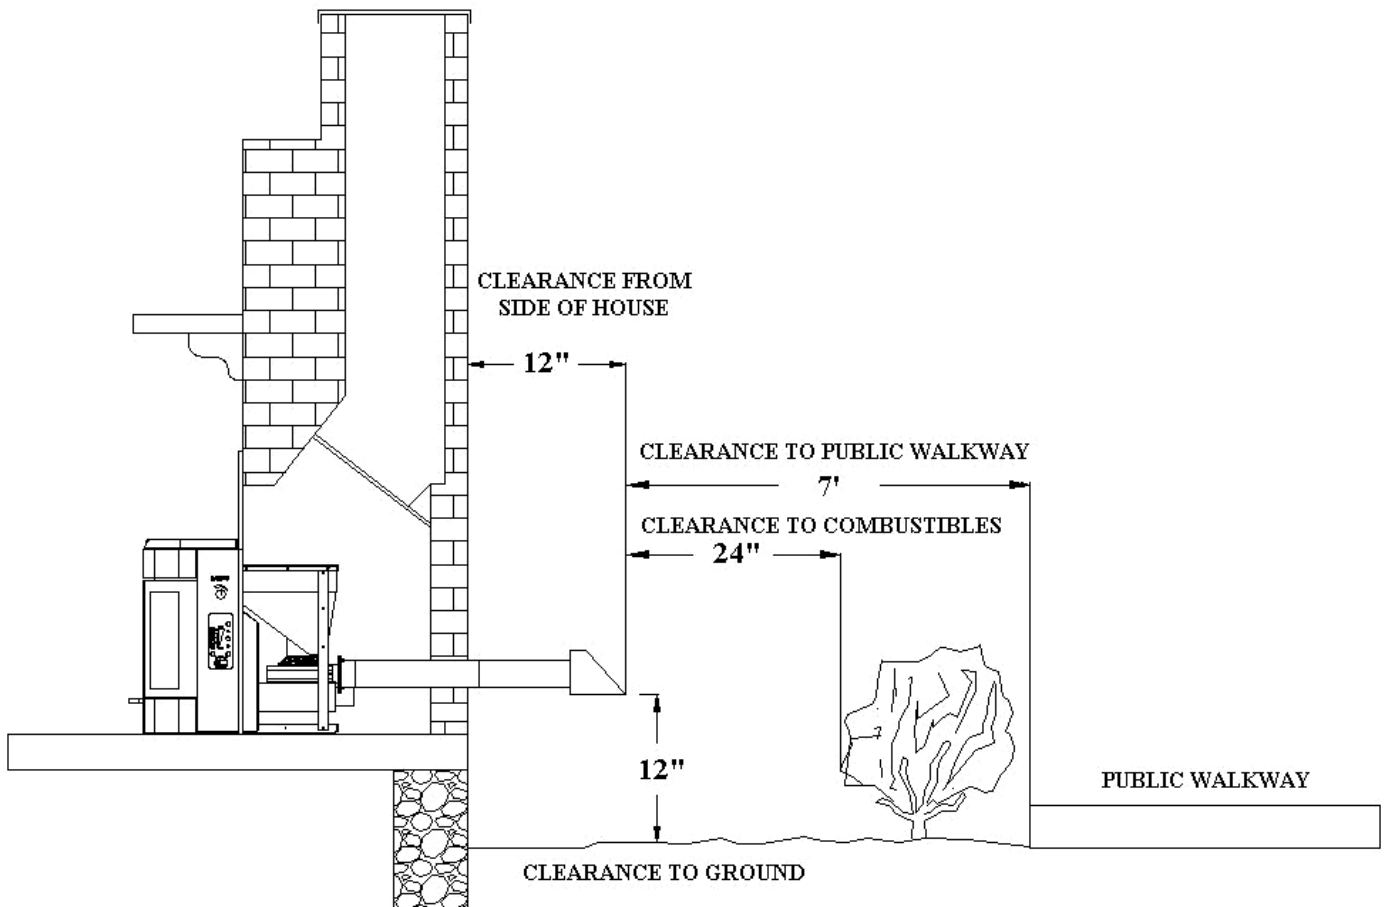 CLEARANCE FROM
SIDE OF HOUSE
12"
CLEARANCE TO PUBLIC WALKWAY
7'
CLEARANCE TO COMBUSTIBLES
24"
12"
PUBLIC WALKWAY
CLEARANCE TO GROUND